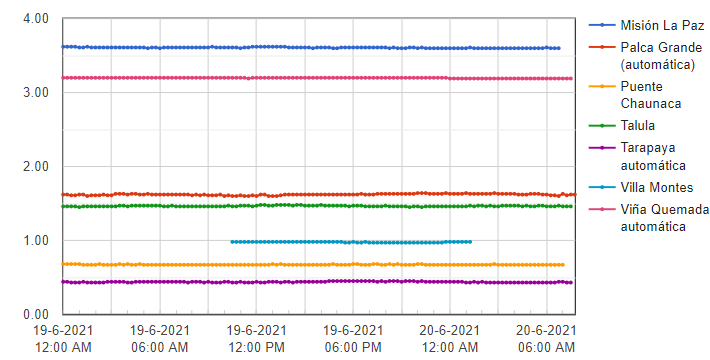 4.00
3.00
2.00
1.00
0.00
19-6-2021
12:00 AM
19-6-2021
06:00 AM
19-6-2021
12:00 PM
19-6-2021
06:00 PM
20-6-2021
12:00 AM
20-6-2021
06:00 AM
Misión La Paz
Palca Grande
(automática)
Puente
Chaunaca
Talula
Tarapaya
automática
Villa Montes
Viña Quemada
automática